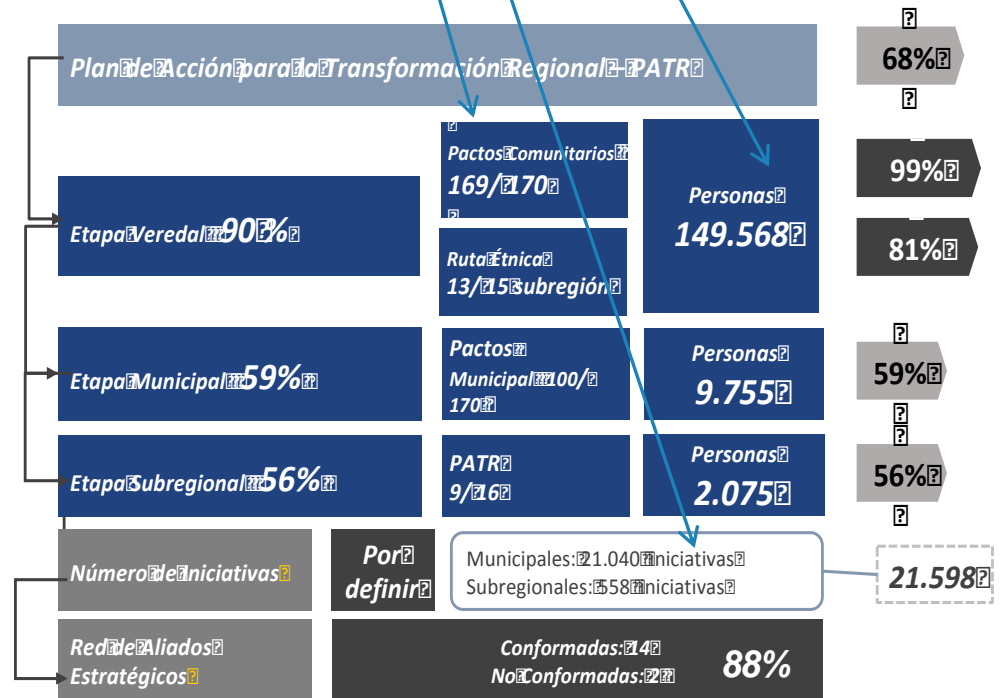 Plan de Acción para la Transformación Regional - PATR
68%
Pactos Comunitarios
169/ 170
Personas
149.568
99%
Etapa Veredal 90 %
Ruta Étnica
13/ 15 subregión
81%
Etapa Municipal 59%
Pactos
Municipal 100/
170
Personas
9.755
59%
Etapa Subregional 56%
PATR
9/ 16
Personas
2.075
56%
Número de Iniciativas
Por
definir
Municipales: 21.040 Iniciativas
Subregionales: 558 Iniciativas
21.598
Red de Aliados
Estratégicos
Conformadas: 14
No Conformadas: 2
88%